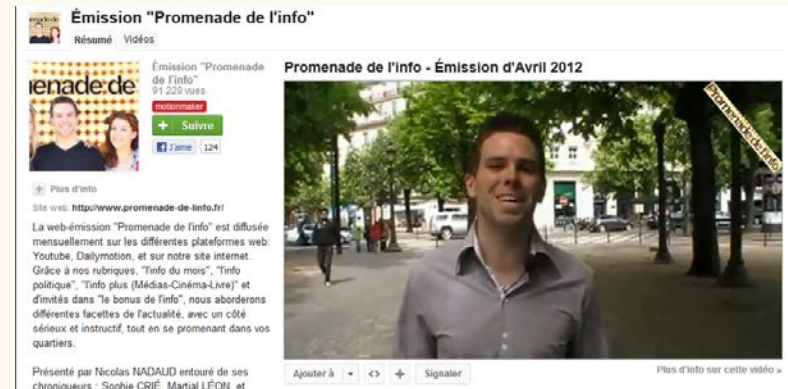 Émission "Promenade de l'info"
Résumé Vidéos
enade:de
Émission "Promenade
de l'info"
91 228 vues
motionmaker
+ Suivre
J'aime 124
+ Plus d'info
Site web: http://www.promenade-de-linfo.fr/
La web-émission "Promenade de l'info" est diffusée
mensuellement sur les différentes plateformes web:
Youtube, Dailymotion, et sur notre site internet.
Grâce à nos rubriques, "l'info du mois", "l'info
politique", "l'info plus (Médias-Cinéma-Livre)" et
d'invités dans "le bonus de l'info", nous aborderons
différentes facettes de l'actualité, avec un côté
sérieux et instructif, tout en se promenant dans vos
quartiers.
Présenté par Nicolas NADAUD entouré de ses
chroniqueurs : Sophie CRIÉ, Martial LÉON, et
Promenade de l'info - Émission d'Avril 2012
Promenade de l'info
Ajouter à <> + Signaler
Plus d'info sur cette vidéo »